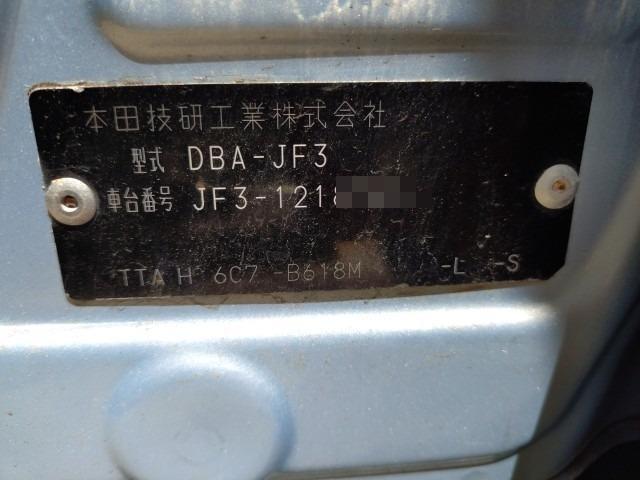 本田技研工業株式会社
型式 DBA-JF3
車台番号 JF3-1218
TTA H 6C7 -B618M -L -S